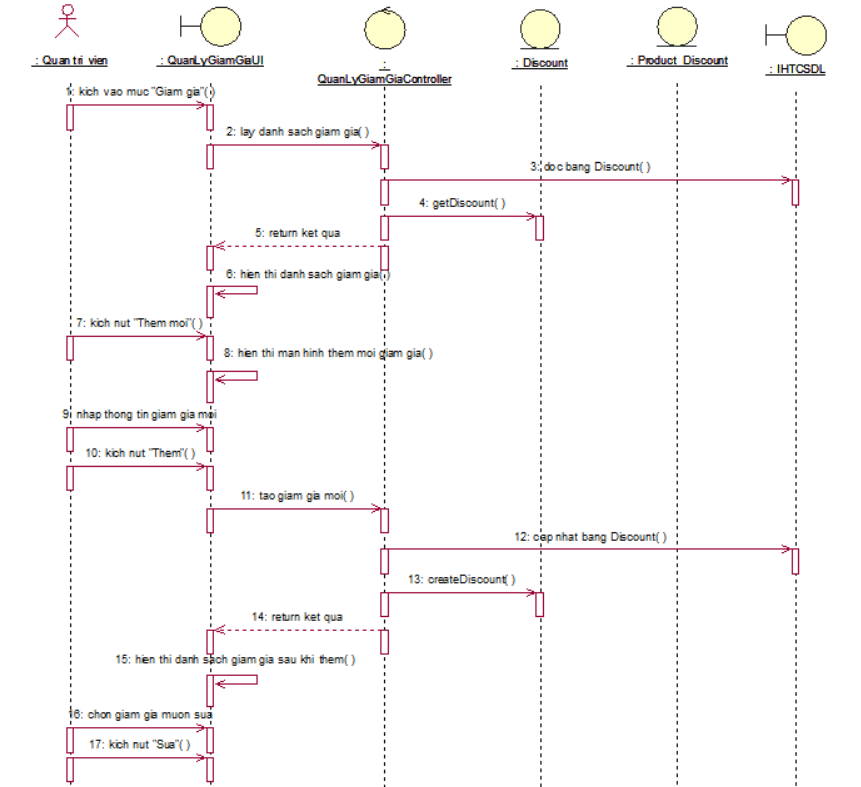 : Quan tri vien
: QuanLyGiamGiaUI
:
QuanLyGiamGiaController
: Discount
: Product_Discount
: IHTCSDL
1: kich vao muc "Giam gia"( )
2: lay danh sach giam gia( )
3: doc bang Discount( )
4: getDiscount( )
5: return ket qua
6: hien thi danh sach giam gia( )
7: kich nut "Them moi"( )
8: hien thi man hinh them moi giam gia( )
9: nhap thong tin giam gia moi
10: kich nut "Them"( )
11: tao giam gia moi( )
12: cap nhat bang Discount( )
13: createDiscount( )
14: return ket qua
15: hien thi danh sach giam gia sau khi them( )
16: chon giam gia muon sua
17: kich nut "Sua"( )